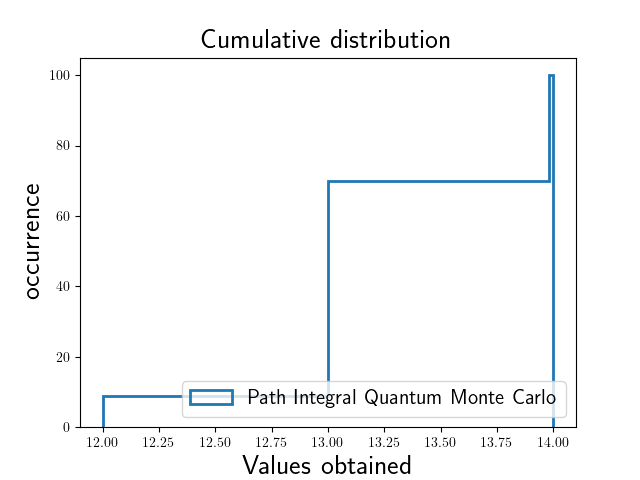 Cumulative distribution
100
80
60
40
20
0
occurrence
Path Integral Quantum Monte Carlo
12.00 12.25 12.50 12.75 13.00 13.25 13.50 13.75 14.00
Values obtained